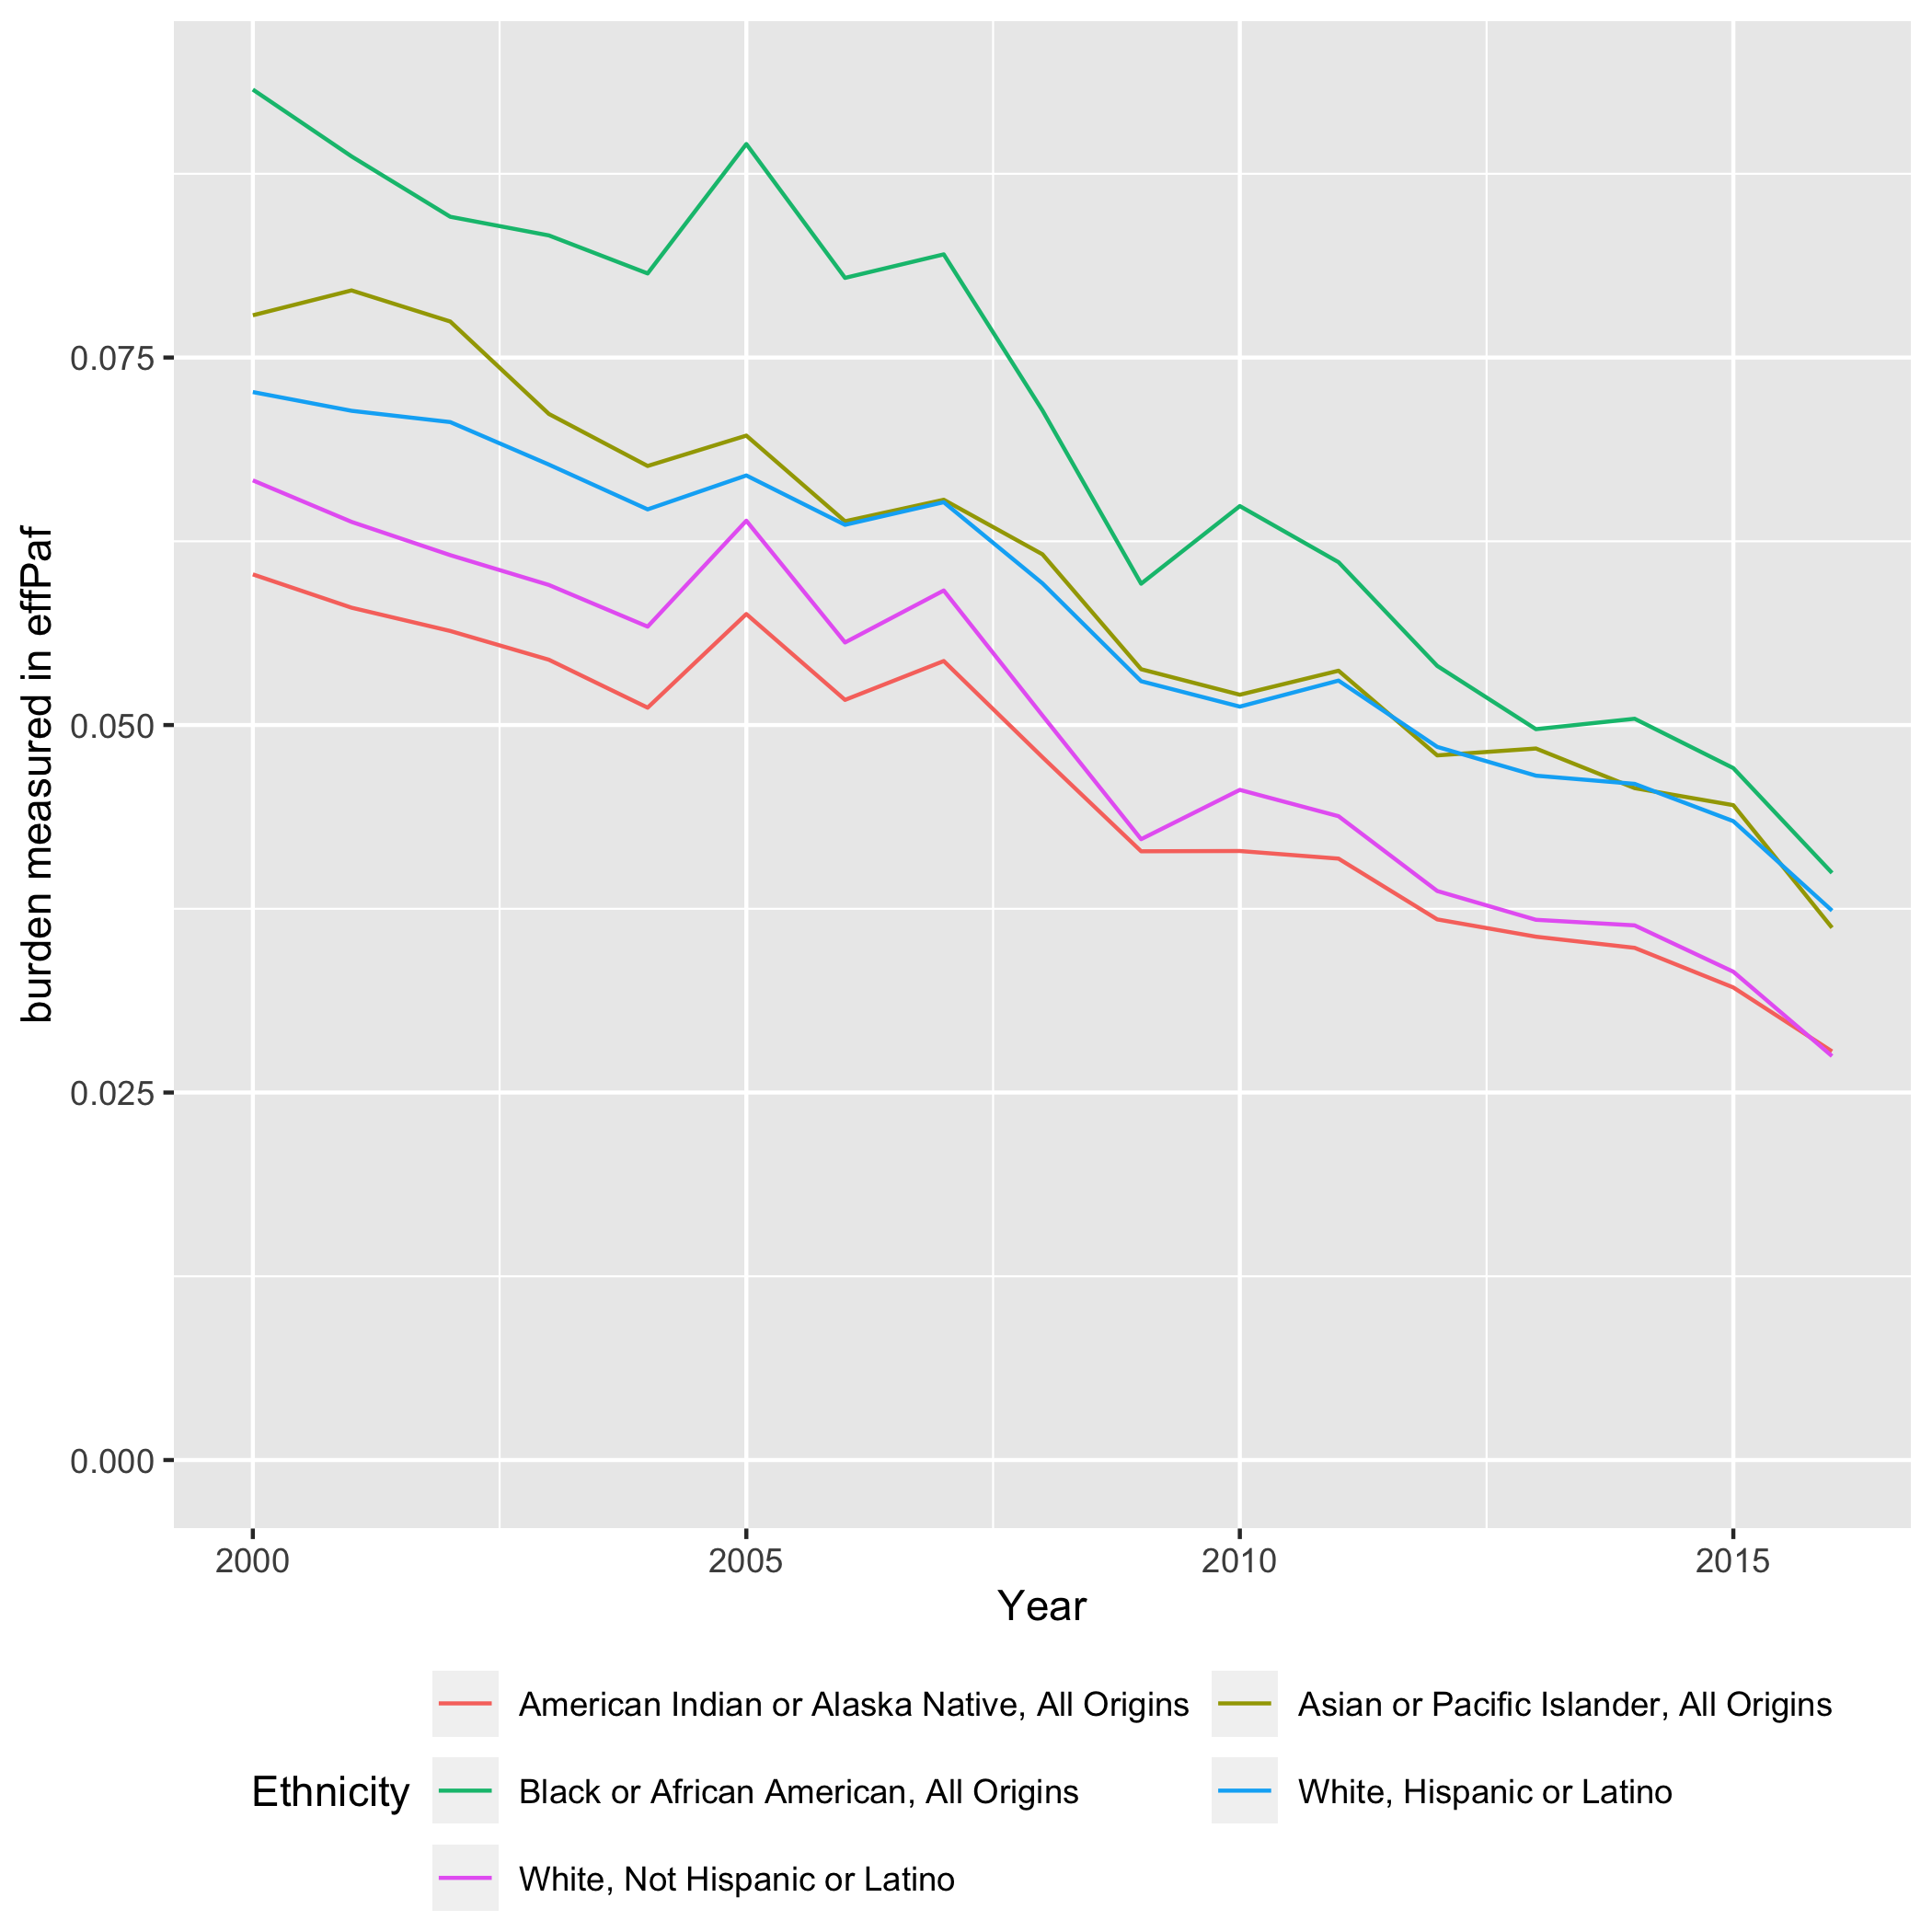 burden measured in effPaf
0.075
0.050
0.025
0.000
2000 2005 2010 2015
Year
Ethnicity
American Indian or Alaska Native, All Origins
Asian or Pacific Islander, All Origins
Black or African American, All Origins
White, Hispanic or Latino
White, Not Hispanic or Latino